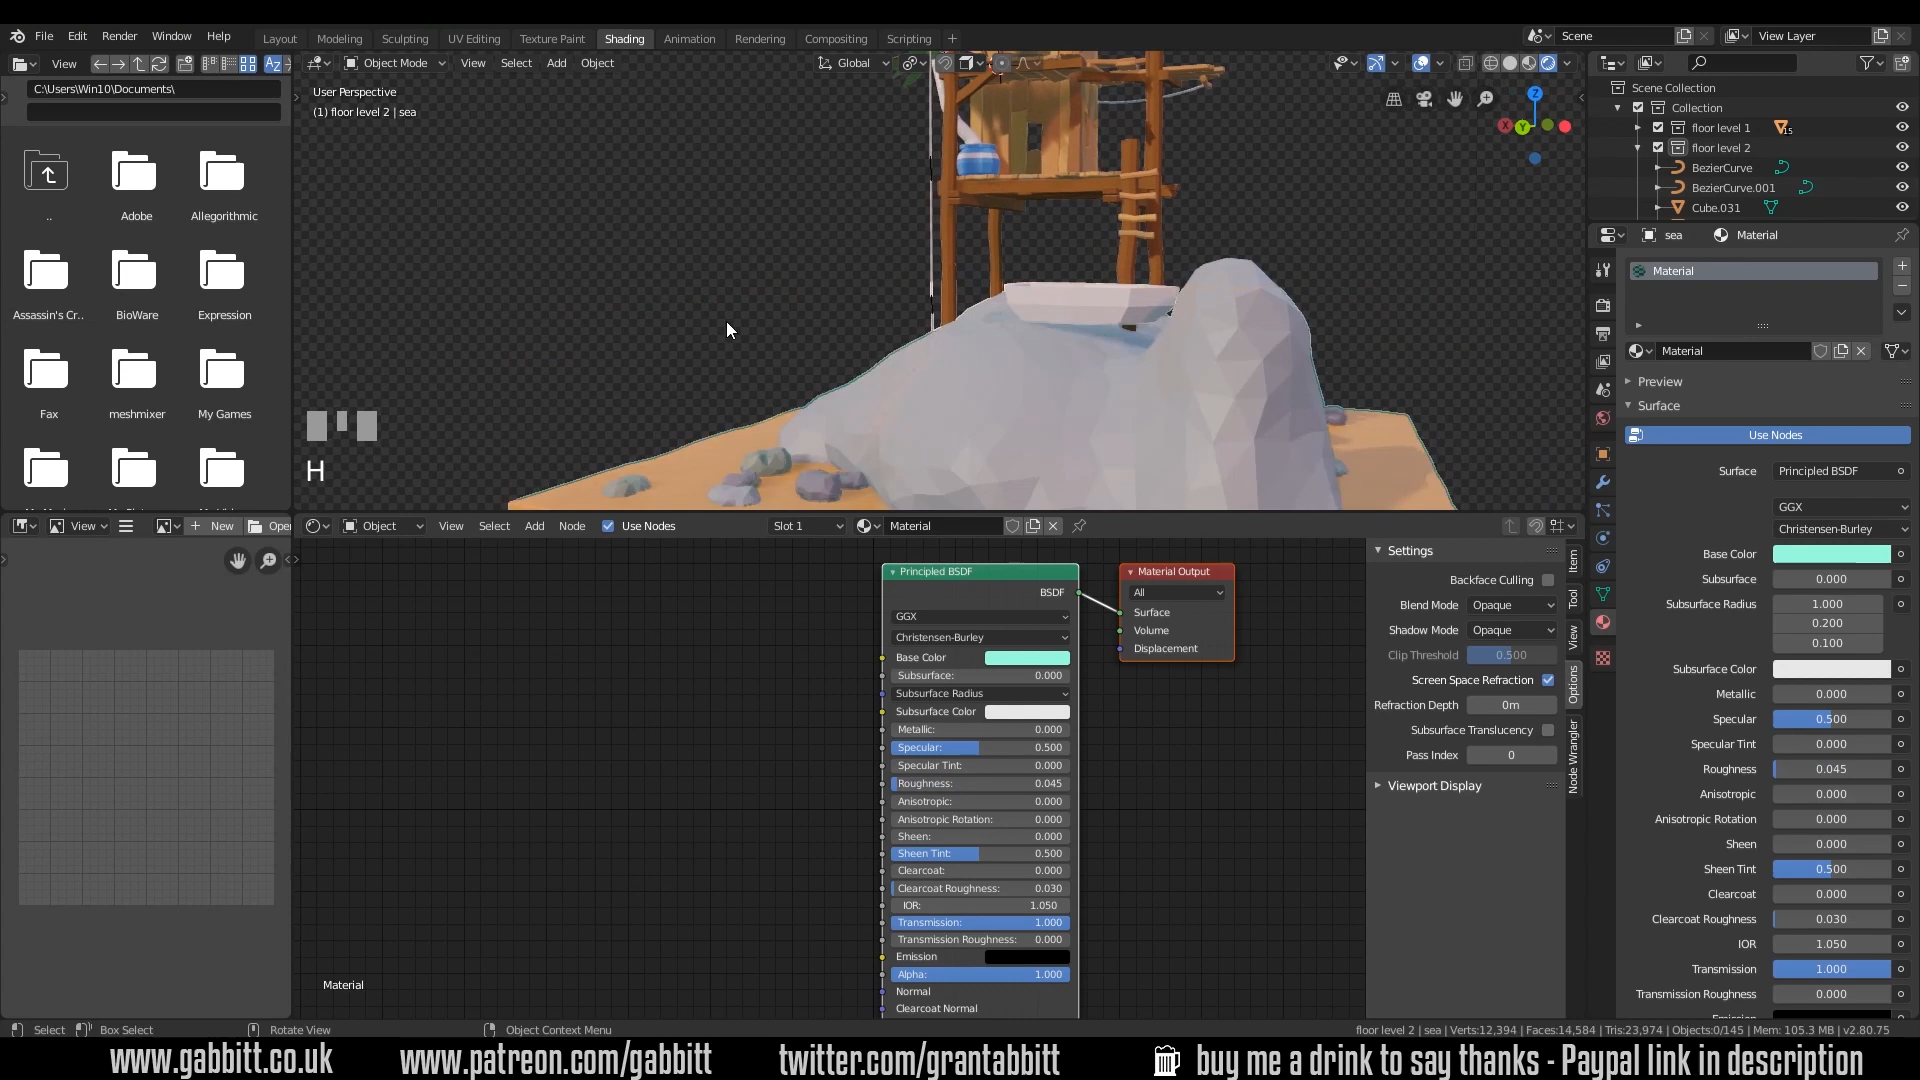 File Edit Render Window Help Layout Modeling Sculpting UV Editing Texture Paint Shading Animation Rendering Compositing Scripting Scene View Layer
View Object Mode View Select Add Object Global
C:\Users\Win10\Documents\
User Perspective
(1) floor level 2 | sea
.. Adobe Allegorithmic
Assassin's Cr.. BioWare Expression
Fax meshmixer My Games
H
Scene Collection
Collection
floor level 1 15
floor level 2
BezierCurve
BezierCurve.001
Cube.031
sea Material
Material
Material
Preview
Surface
Use Nodes
Surface Principled BSDF
GGX
Christensen-Burley
Base Color
Subsurface 0.000
Subsurface Radius 1.000
0.200
0.100
Subsurface Color
Metallic 0.000
Specular 0.500
Specular Tint 0.000
Roughness 0.045
Anisotropic 0.000
Anisotropic Rotation 0.000
Sheen 0.000
Sheen Tint 0.500
Clearcoat 0.000
Clearcoat Roughness 0.030
IOR 1.050
Transmission 1.000
Transmission Roughness 0.000
View New Open
Object View Select Add Node Use Nodes Slot 1 Material
Principled BSDF
BSDF
GGX
Christensen-Burley
Base Color
Subsurface: 0.000
Subsurface Radius
Subsurface Color
Metallic: 0.000
Specular: 0.500
Specular Tint: 0.000
Roughness: 0.045
Anisotropic: 0.000
Anisotropic Rotation: 0.000
Sheen: 0.000
Sheen Tint: 0.500
Clearcoat: 0.000
Clearcoat Roughness: 0.030
IOR: 1.050
Transmission: 1.000
Transmission Roughness: 0.000
Emission
Alpha: 1.000
Normal
Clearcoat Normal
Material Output
All
Surface
Volume
Displacement
Settings
Backface Culling
Blend Mode Opaque
Shadow Mode Opaque
Clip Threshold 0.500
Screen Space Refraction
Refraction Depth 0m
Subsurface Translucency
Pass Index 0
Viewport Display
Item
Tool
View
Options
Node Wrangler
Material
Select Box Select Rotate View Object Context Menu floor level 2 | sea | Verts:12,394 | Faces:14,584 | Tris:23,974 | Objects:0/145 | Mem: 105.3 MB | v2.80.75
www.gabbitt.co.uk www.patreon.com/gabbitt twitter.com/grantabbitt buy me a drink to say thanks - Paypal link in description